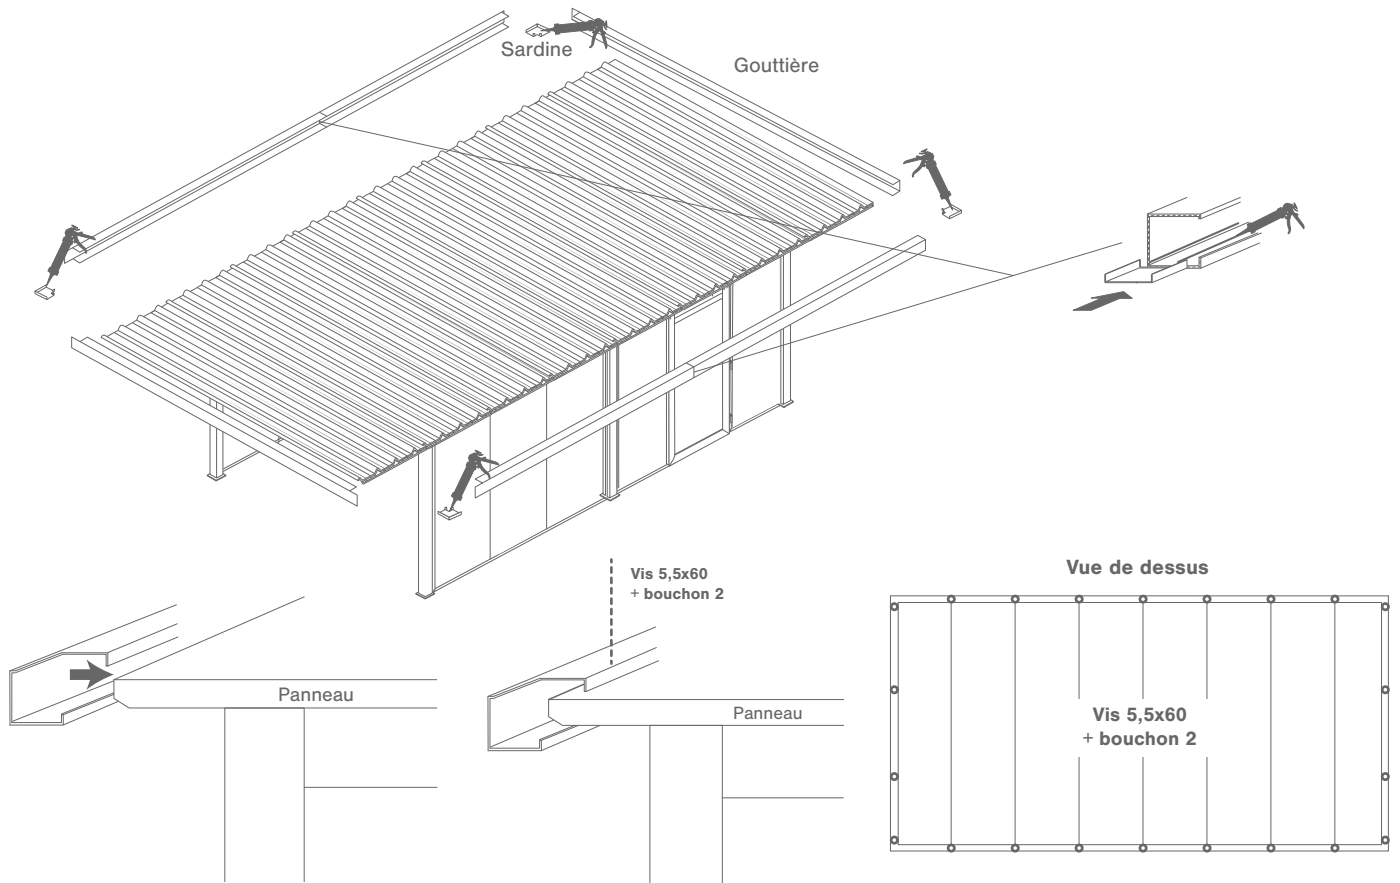 Sardine
Gouttière
Vis 5,5x60
+ bouchon 2
Vue de dessus
Panneau
Panneau
Vis 5,5x60
+ bouchon 2